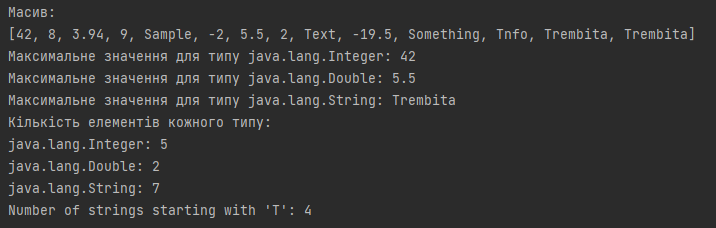 Масив:
[42, 8, 3.94, 9, Sample, -2, 5.5, 2, Text, -19.5, Something, Tnfo, Trembita, Trembita]
Максимальне значення для типу java.lang.Integer: 42
Максимальне значення для типу java.lang.Double: 5.5
Максимальне значення для типу java.lang.String: Trembita
Кількість елементів кожного типу:
java.lang.Integer: 5
java.lang.Double: 2
java.lang.String: 7
Number of strings starting with 'T': 4